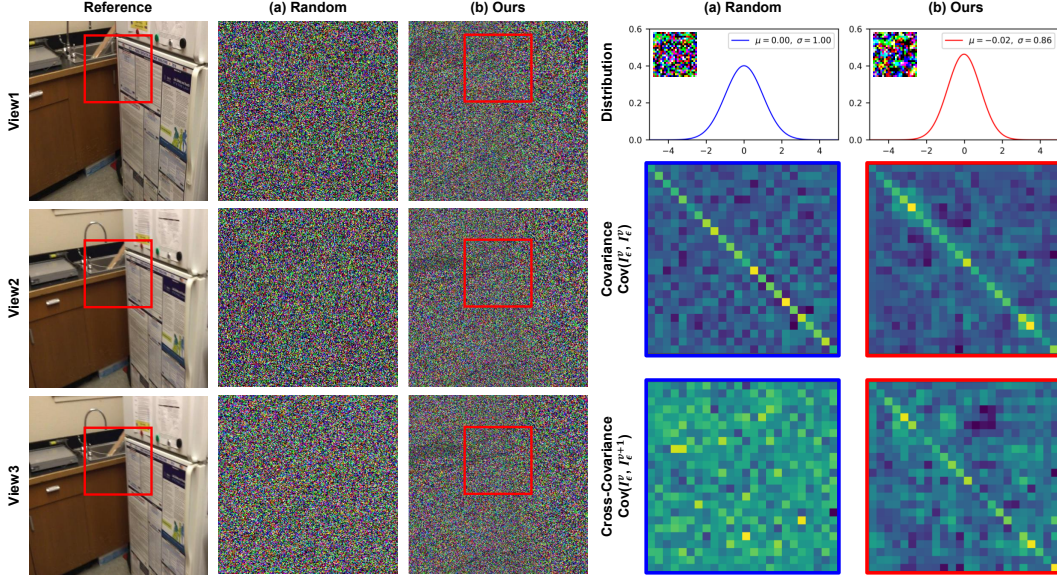 Reference
(a) Random
(b) Ours
View1
View2
View3
(a) Random
(b) Ours
Distribution
0.6
0.4
0.2
0.0
−4
−2
0
2
4
μ = 0.00, σ = 1.00
0.6
0.4
0.2
0.0
−4
−2
0
2
4
μ = −0.02, σ = 0.86
Covariance
Cov(I_ϵ^v, I_ϵ^v)
Cross-Covariance
Cov(I_ϵ^v, I_ϵ^{v+1})